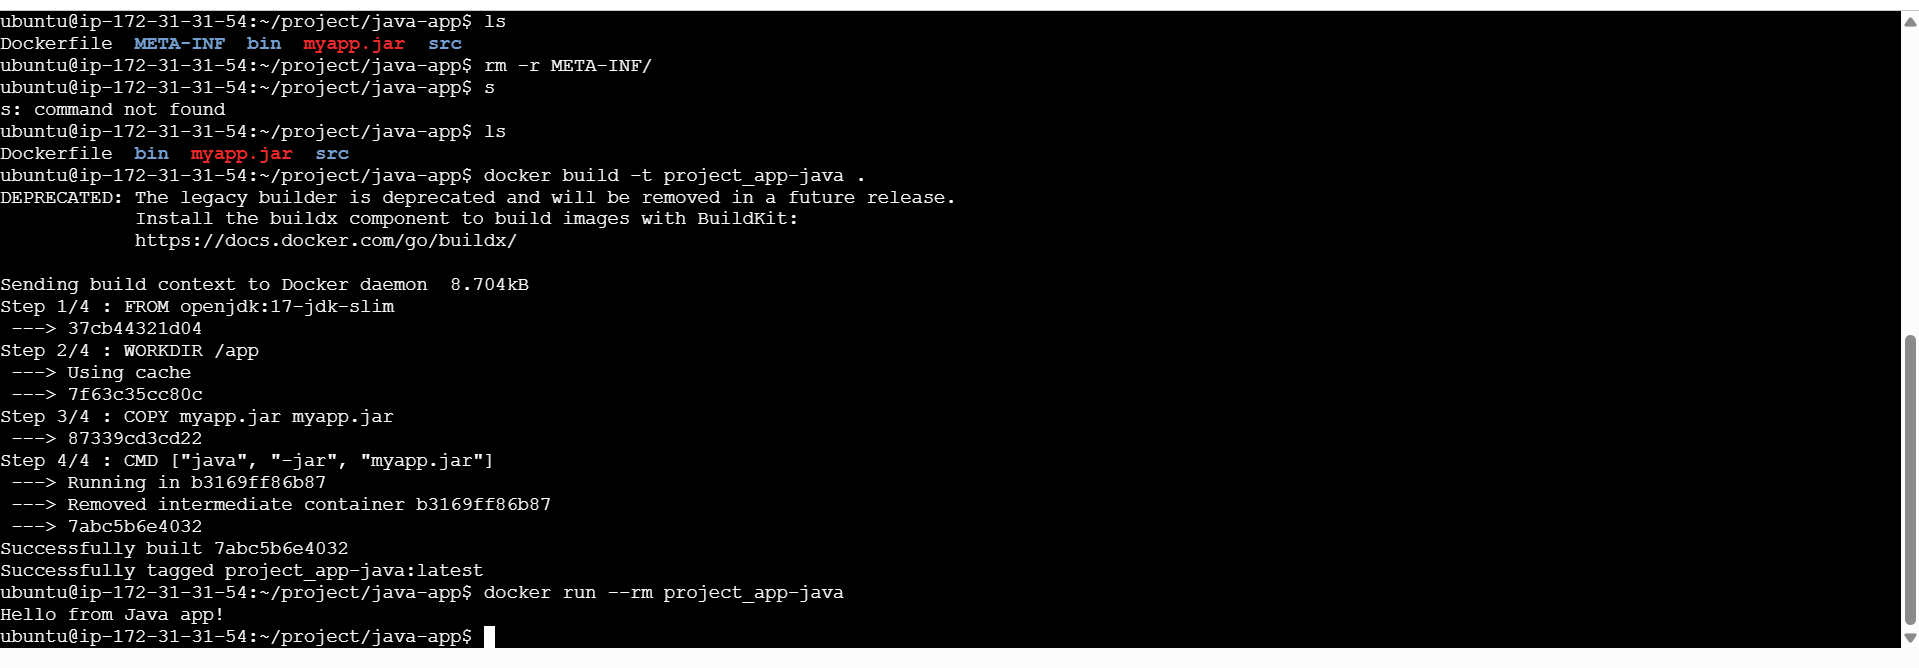 ubuntu@ip-172-31-31-54:~/project/java-app$ ls
Dockerfile  META-INF  bin  myapp.jar  src
ubuntu@ip-172-31-31-54:~/project/java-app$ rm -r META-INF/
ubuntu@ip-172-31-31-54:~/project/java-app$ s
s: command not found
ubuntu@ip-172-31-31-54:~/project/java-app$ ls
Dockerfile  bin  myapp.jar  src
ubuntu@ip-172-31-31-54:~/project/java-app$ docker build -t project_app-java .
DEPRECATED: The legacy builder is deprecated and will be removed in a future release.
            Install the buildx component to build images with BuildKit:
            https://docs.docker.com/go/buildx/

Sending build context to Docker daemon  8.704kB
Step 1/4 : FROM openjdk:17-jdk-slim
 ---> 37cb44321d04
Step 2/4 : WORKDIR /app
 ---> Using cache
 ---> 7f63c35cc80c
Step 3/4 : COPY myapp.jar myapp.jar
 ---> 87339cd3cd22
Step 4/4 : CMD ["java", "-jar", "myapp.jar"]
 ---> Running in b3169ff86b87
 ---> Removed intermediate container b3169ff86b87
 ---> 7abc5b6e4032
Successfully built 7abc5b6e4032
Successfully tagged project_app-java:latest
ubuntu@ip-172-31-31-54:~/project/java-app$ docker run --rm project_app-java
Hello from Java app!
ubuntu@ip-172-31-31-54:~/project/java-app$